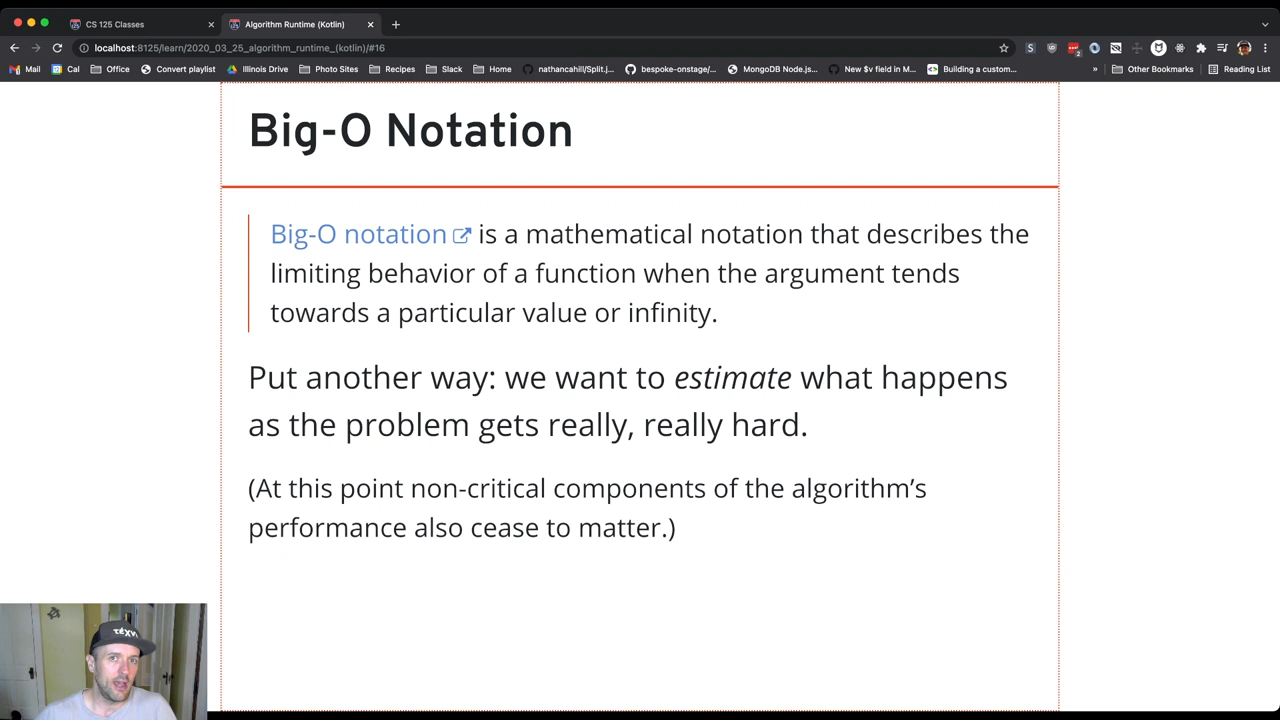 CS 125 Classes
Algorithm Runtime (Kotlin)
localhost:8125/learn/2020_03_25_algorithm_runtime_(kotlin)/#16
Mail Cal Office Convert playlist Illinois Drive Photo Sites Recipes Slack Home nathancahill/Split.j... bespoke-onstage/... MongoDB Node.js... New $v field in M... Building a custom... » Other Bookmarks Reading List
Big-O Notation
Big-O notation is a mathematical notation that describes the
limiting behavior of a function when the argument tends
towards a particular value or infinity.
Put another way: we want to estimate what happens
as the problem gets really, really hard.
(At this point non-critical components of the algorithm’s
performance also cease to matter.)